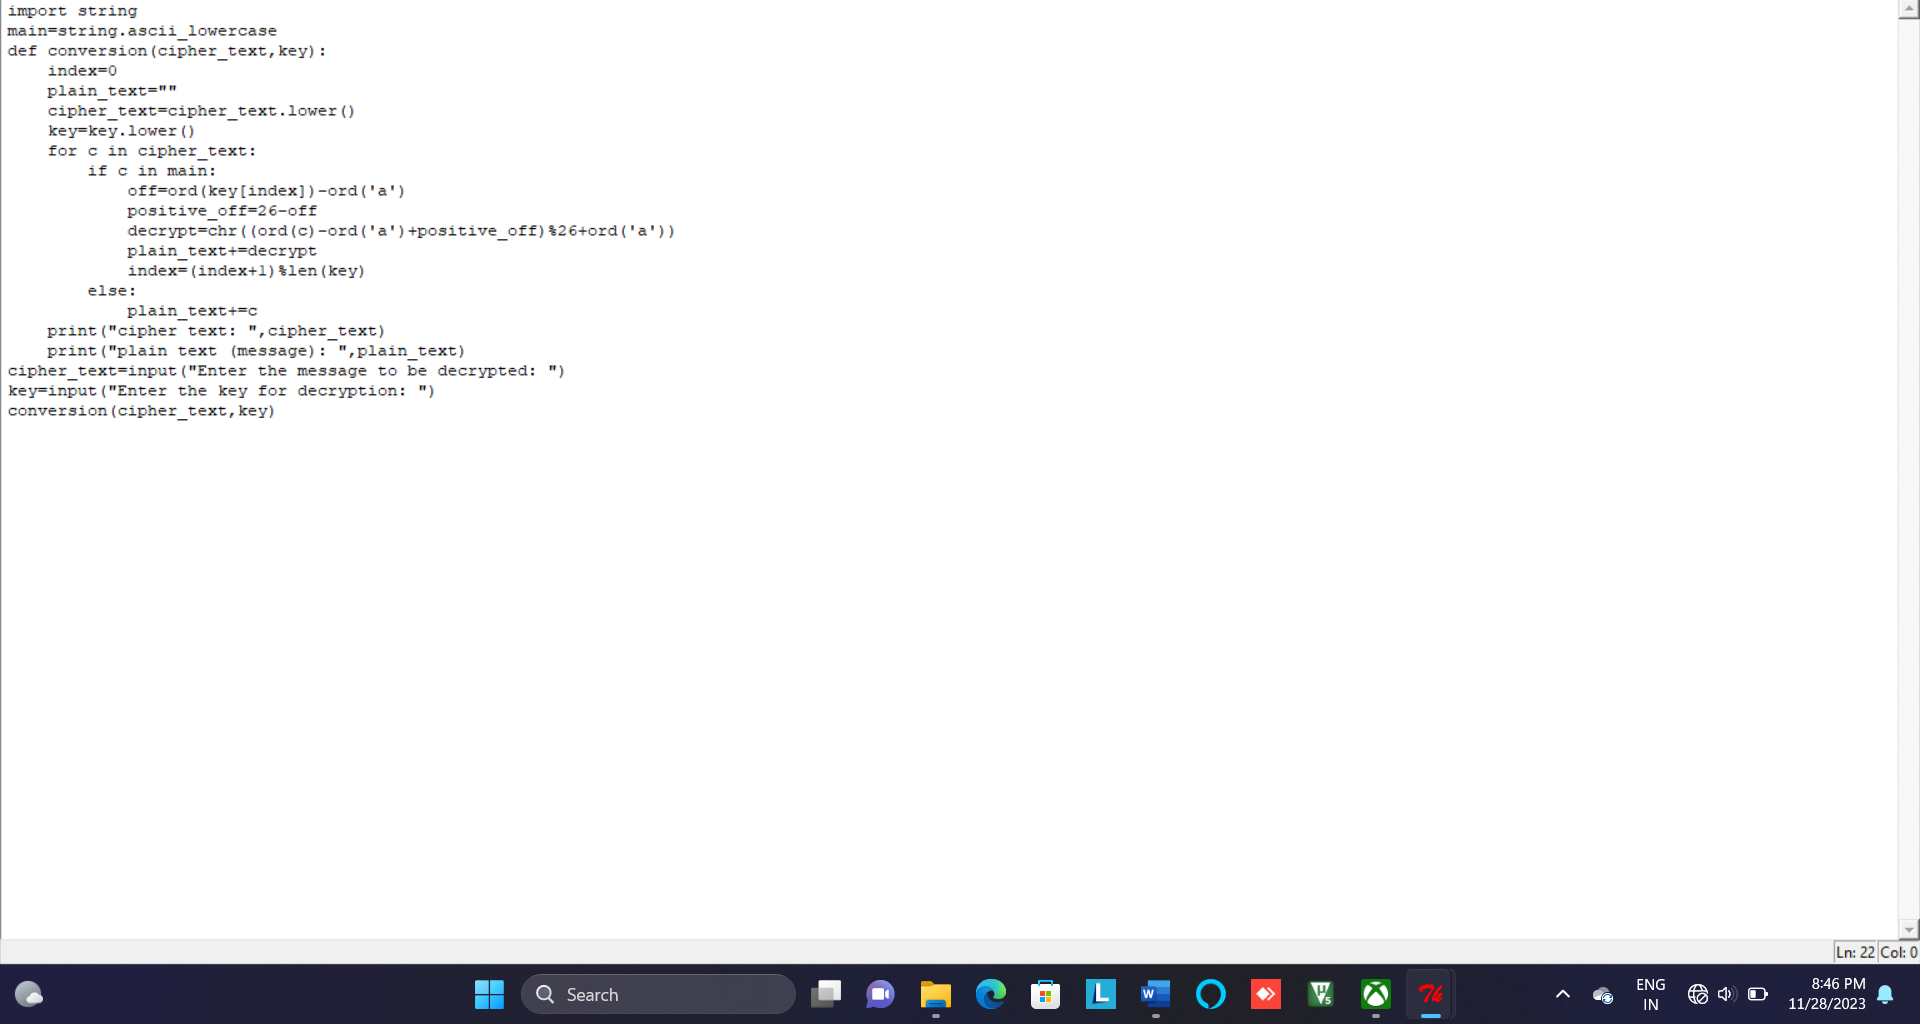 import string
main=string.ascii_lowercase
def conversion(cipher_text,key):
    index=0
    plain_text=""
    cipher_text=cipher_text.lower()
    key=key.lower()
    for c in cipher_text:
        if c in main:
            off=ord(key[index])-ord('a')
            positive_off=26-off
            decrypt=chr((ord(c)-ord('a')+positive_off)%26+ord('a'))
            plain_text+=decrypt
            index=(index+1)%len(key)
        else:
            plain_text+=c
    print("cipher text: ",cipher_text)
    print("plain text (message): ",plain_text)
cipher_text=input("Enter the message to be decrypted: ")
key=input("Enter the key for decryption: ")
conversion(cipher_text,key)
Ln: 22 Col: 0
Search
L
W
V5
Tk
ENG
IN
8:46 PM
11/28/2023